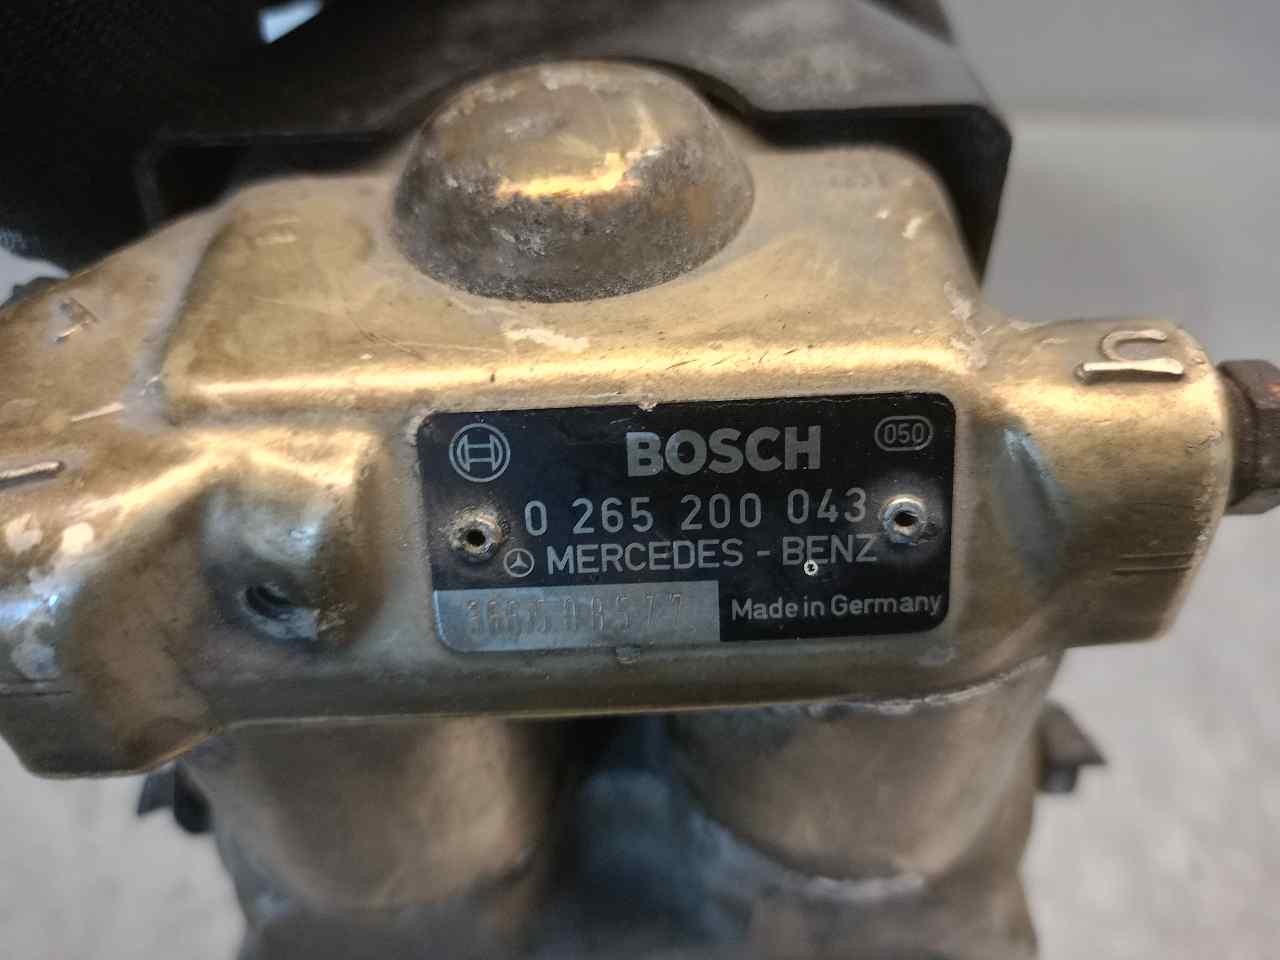 BOSCH
050
0 265 200 043
MERCEDES - BENZ
Made in Germany